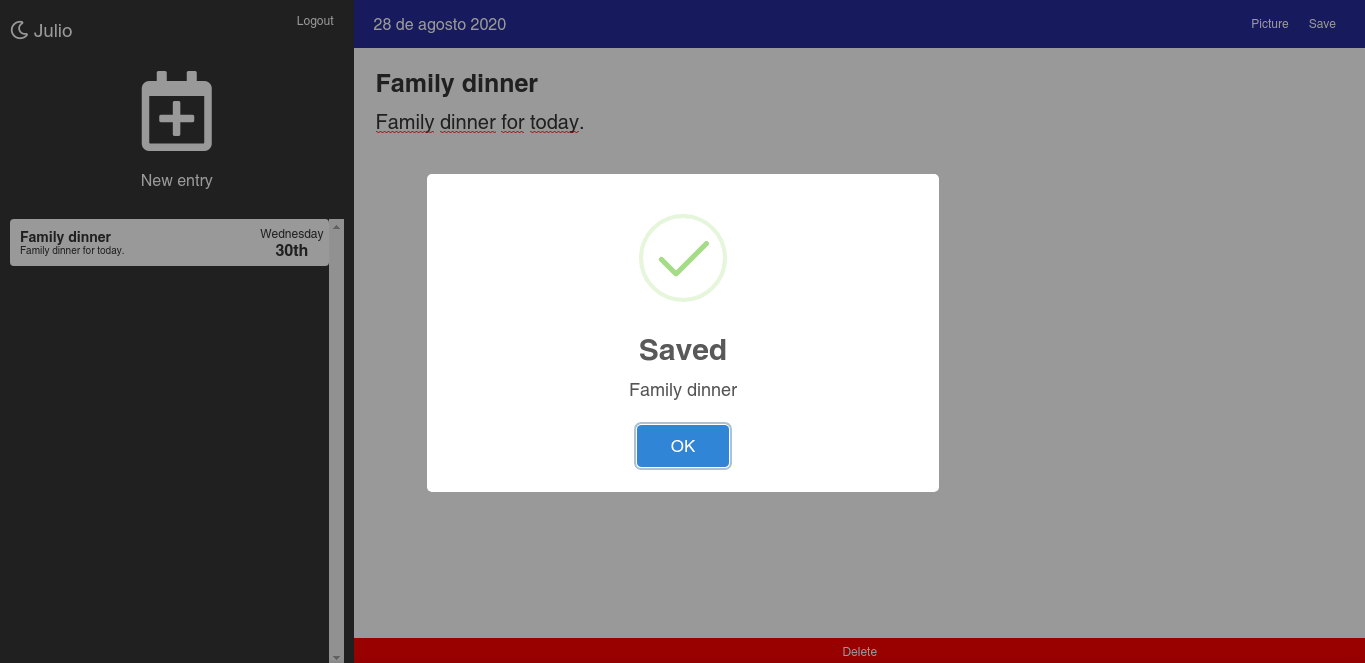 Julio
Logout
New entry
Family dinner
Family dinner for today.
Wednesday
30th
28 de agosto 2020
Picture
Save
Family dinner
Family dinner for today.
Saved
Family dinner
OK
Delete